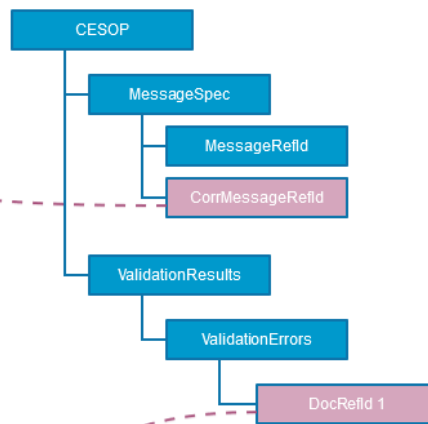 CESOP
MessageSpec
MessageRefId
CorrMessageRefId
ValidationResults
ValidationErrors
DocRefId 1